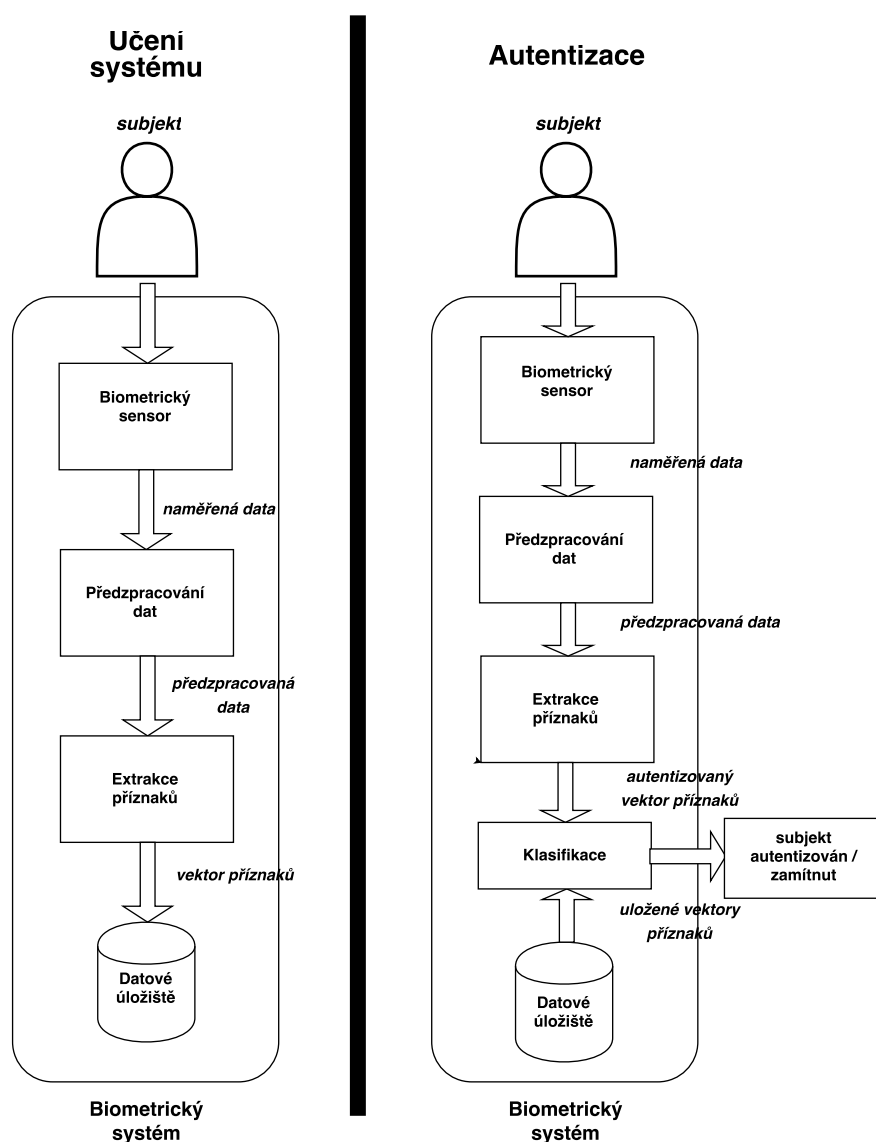 Učení
systému
subjekt
Biometrický
sensor
naměřená data
Předzpracování
dat
předzpracovaná
data
Extrakce
příznaků
vektor příznaků
Datové
úložiště
Biometrický
systém
Autentizace
subjekt
Biometrický
sensor
naměřená data
Předzpracování
dat
předzpracovaná data
Extrakce
příznaků
autentizovaný
vektor příznaků
Klasifikace
subjekt
autentizován /
zamítnut
uložené vektory
příznaků
Datové
úložiště
Biometrický
systém